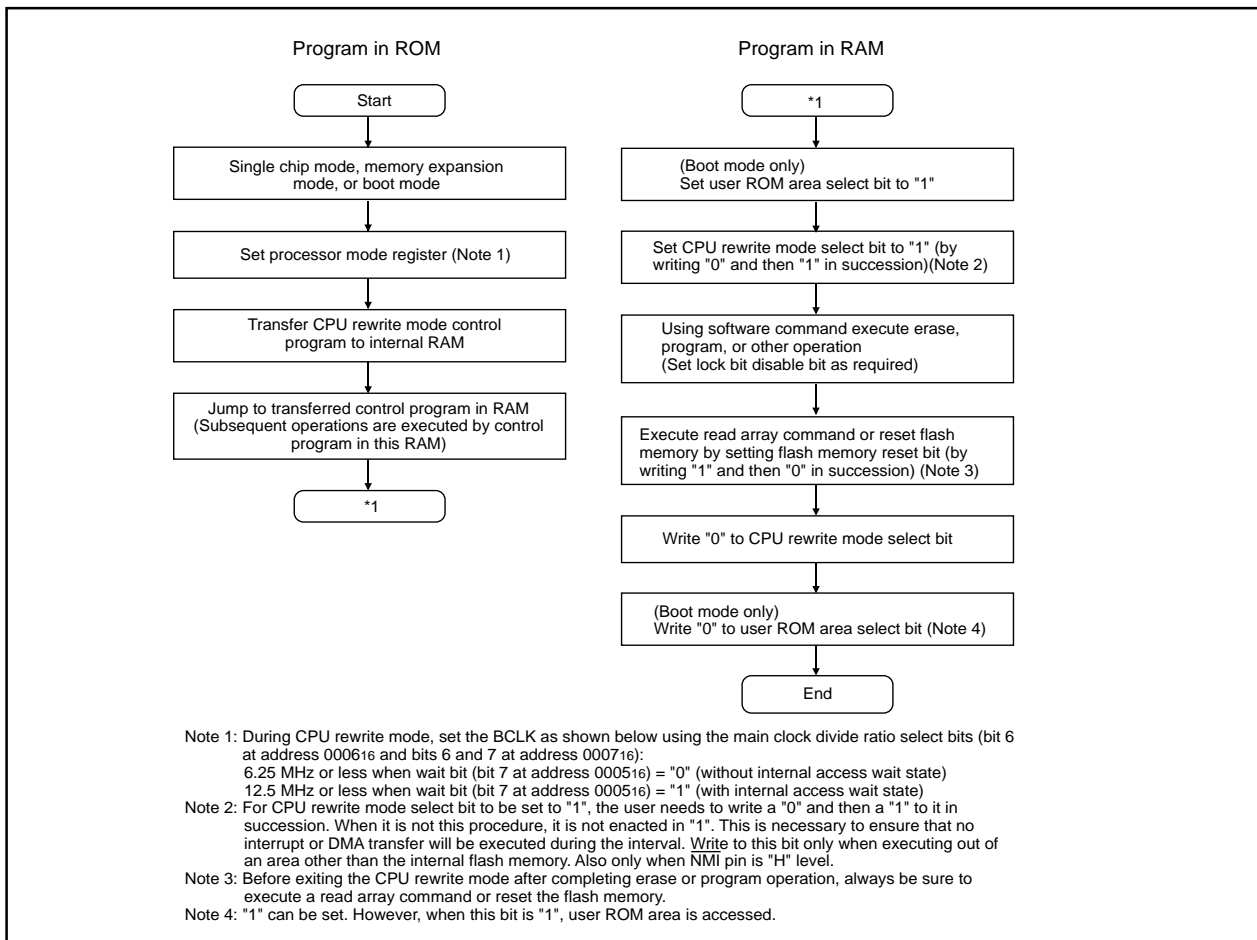 Program in ROM
Start
Single chip mode, memory expansion
mode, or boot mode
Set processor mode register (Note 1)
Transfer CPU rewrite mode control
program to internal RAM
Jump to transferred control program in RAM
(Subsequent operations are executed by control
program in this RAM)
*1
Program in RAM
*1
(Boot mode only)
Set user ROM area select bit to "1"
Set CPU rewrite mode select bit to "1" (by
writing "0" and then "1" in succession)(Note 2)
Using software command execute erase,
program, or other operation
(Set lock bit disable bit as required)
Execute read array command or reset flash
memory by setting flash memory reset bit (by
writing "1" and then "0" in succession) (Note 3)
Write "0" to CPU rewrite mode select bit
(Boot mode only)
Write "0" to user ROM area select bit (Note 4)
End
Note 1: During CPU rewrite mode, set the BCLK as shown below using the main clock divide ratio select bits (bit 6
at address 000616 and bits 6 and 7 at address 000716):
6.25 MHz or less when wait bit (bit 7 at address 000516) = "0" (without internal access wait state)
12.5 MHz or less when wait bit (bit 7 at address 000516) = "1" (with internal access wait state)
Note 2: For CPU rewrite mode select bit to be set to "1", the user needs to write a "0" and then a "1" to it in
succession. When it is not this procedure, it is not enacted in "1". This is necessary to ensure that no
interrupt or DMA transfer will be executed during the interval. Write to this bit only when executing out of
an area other than the internal flash memory. Also only when N̅M̅I̅ pin is "H" level.
Note 3: Before exiting the CPU rewrite mode after completing erase or program operation, always be sure to
execute a read array command or reset the flash memory.
Note 4: "1" can be set. However, when this bit is "1", user ROM area is accessed.